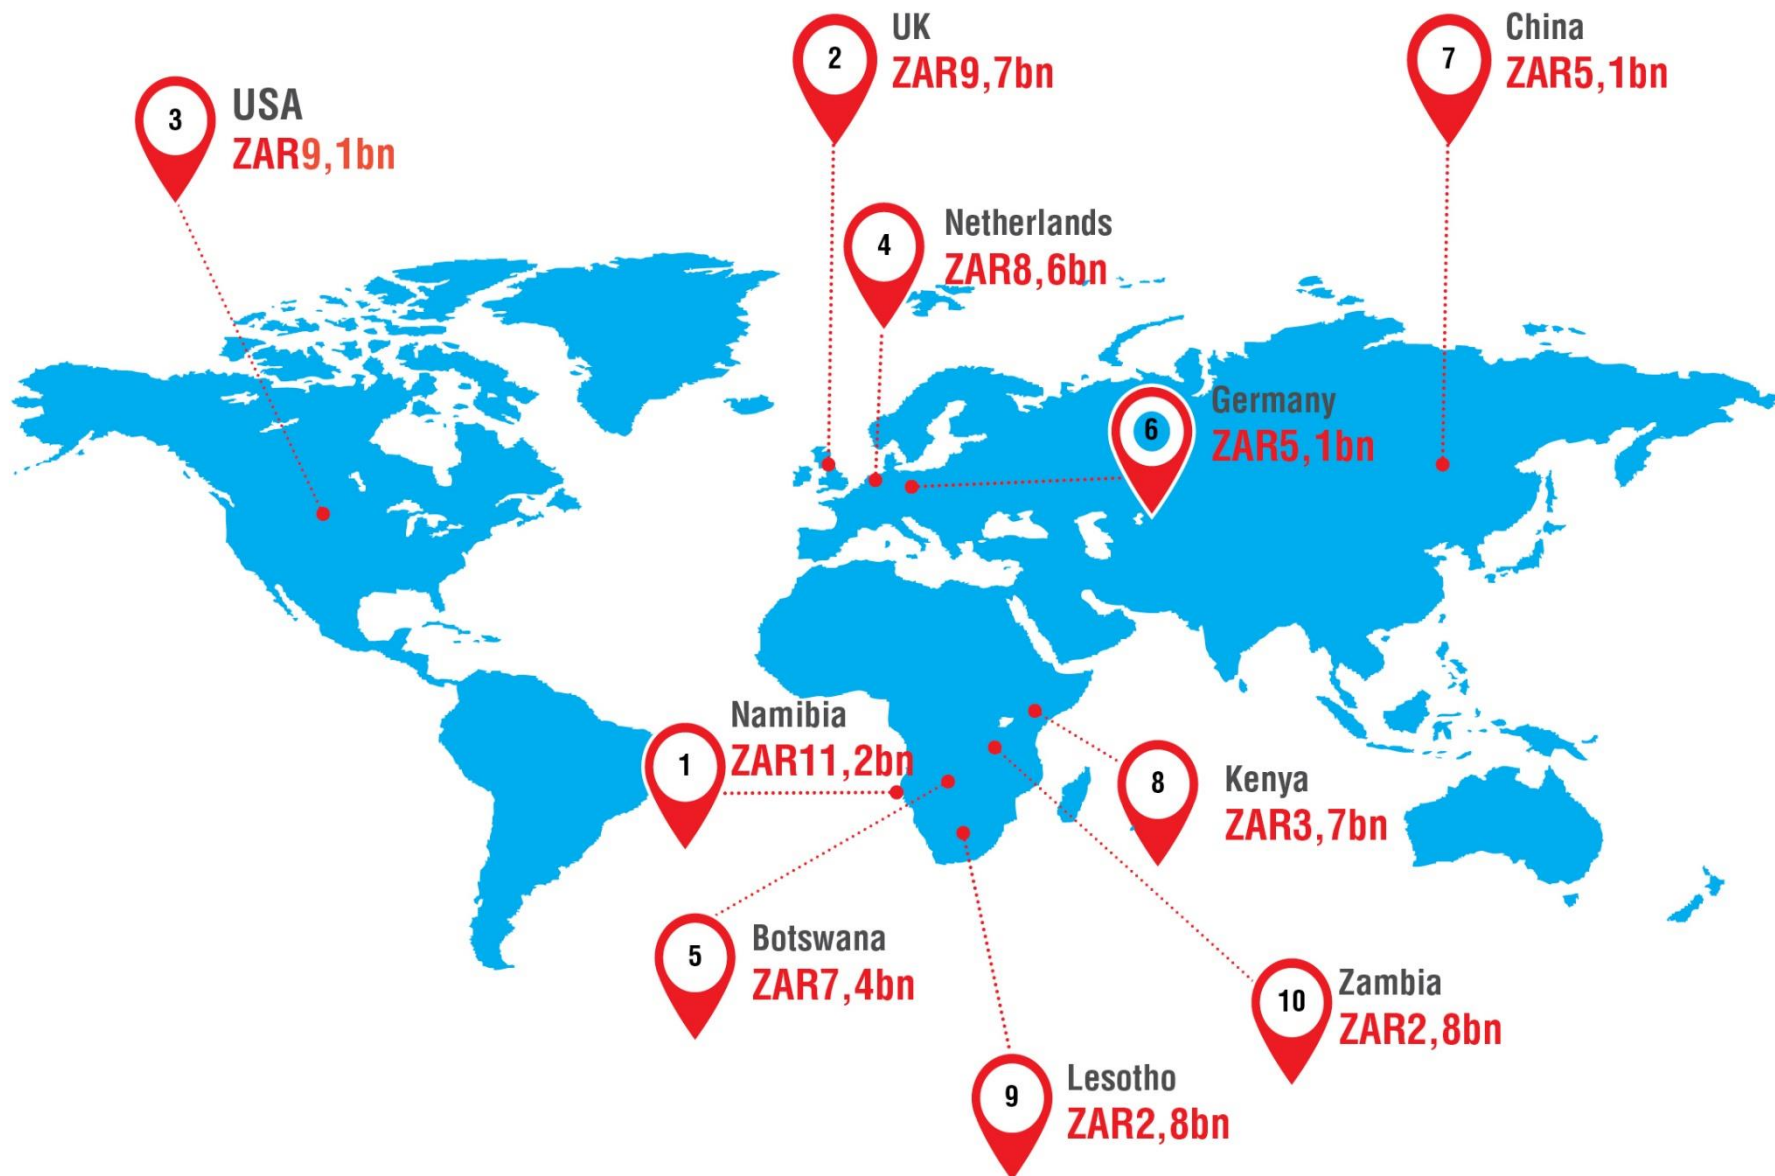 2
UK
ZAR9,7bn
7
China
ZAR5,1bn
3
USA
ZAR9,1bn
4
Netherlands
ZAR8,6bn
6
Germany
ZAR5,1bn
1
Namibia
ZAR11,2bn
8
Kenya
ZAR3,7bn
5
Botswana
ZAR7,4bn
10
Zambia
ZAR2,8bn
9
Lesotho
ZAR2,8bn